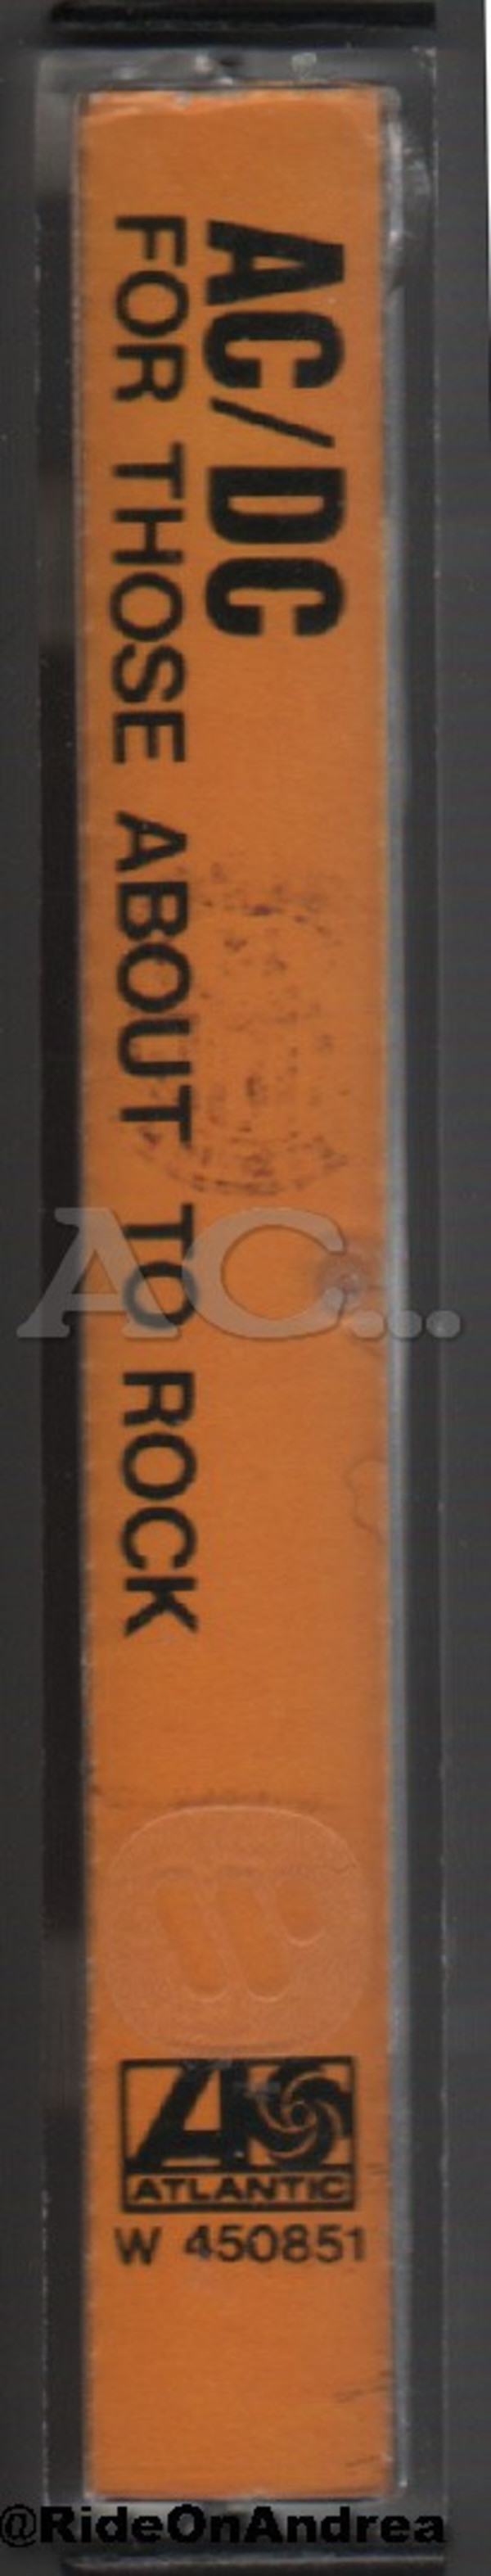 AC/DC
FOR THOSE ABOUT TO ROCK
AC...
ATLANTIC
W 450851
@RideOnAndrea